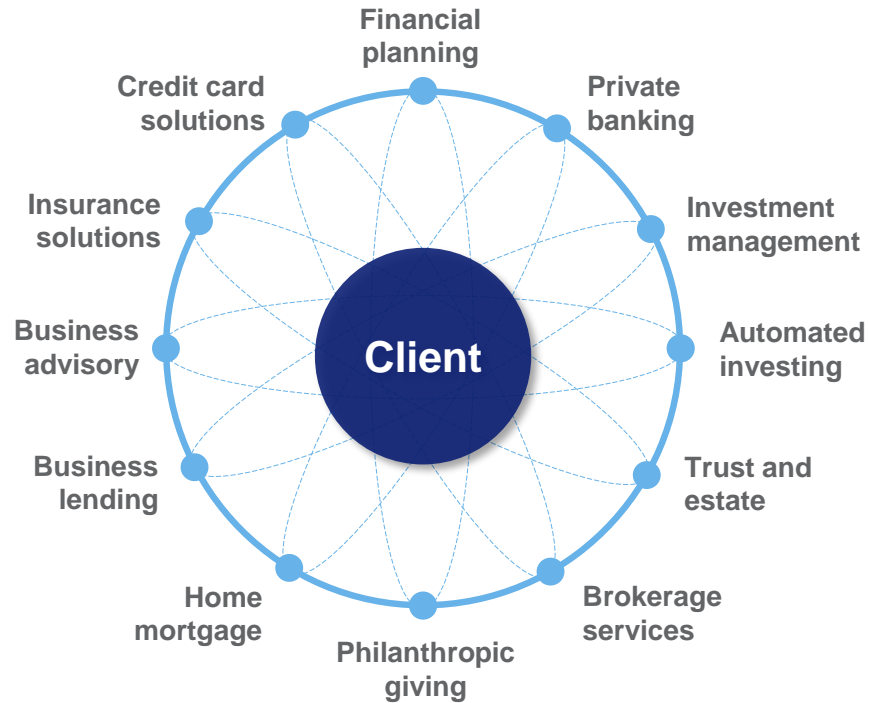 Financial
planning
Private
banking
Investment
management
Automated
investing
Trust and
estate
Brokerage
services
Philanthropic
giving
Home
mortgage
Business
lending
Business
advisory
Insurance
solutions
Credit card
solutions
Client